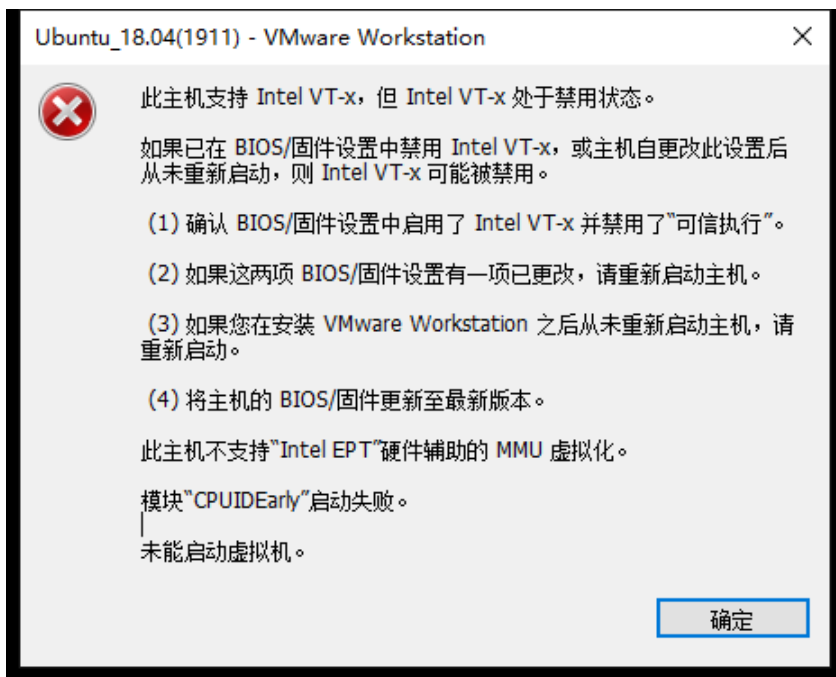 Ubuntu_18.04(1911) - VMware Workstation
此主机支持 Intel VT-x，但 Intel VT-x 处于禁用状态。
如果已在 BIOS/固件设置中禁用 Intel VT-x，或主机自更改此设置后
从未重新启动，则 Intel VT-x 可能被禁用。
(1) 确认 BIOS/固件设置中启用了 Intel VT-x 并禁用了“可信执行”。
(2) 如果这两项 BIOS/固件设置有一项已更改，请重新启动主机。
(3) 如果您在安装 VMware Workstation 之后从未重新启动主机，请
重新启动。
(4) 将主机的 BIOS/固件更新至最新版本。
此主机不支持“Intel EPT”硬件辅助的 MMU 虚拟化。
模块“CPUIDEarly”启动失败。
未能启动虚拟机。
确定